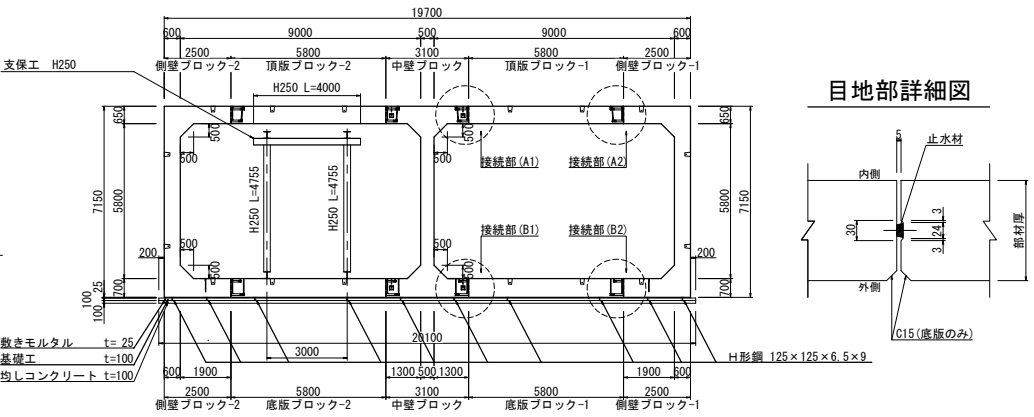 19700
600 9000 500 9000 600
2500 5800 3100 5800 2500
側壁ブロック-2 頂版ブロック-2 中壁ブロック 頂版ブロック-1 側壁ブロック-1
支保工 H250
H250 L=4000
目地部詳細図
650 500 500 500 500 650
5
止水材
内側
接続部(A1) 接続部(A2)
7150 5800 H250 L=4755 H250 L=4755 5800 7150
30 3 24 3 部材厚
接続部(B1) 接続部(B2)
200 500 500 500 500 200
700 700
外側
25
100
100
C15(底版のみ)
敷きモルタル t= 25
20100
基礎工 t=100
3000
H形鋼 125×125×6.5×9
均しコンクリート t=100
600 1900 1300 500 1300 1900 600
2500 5800 3100 5800 2500
側壁ブロック-2 底版ブロック-2 中壁ブロック 底版ブロック-1 側壁ブロック-1